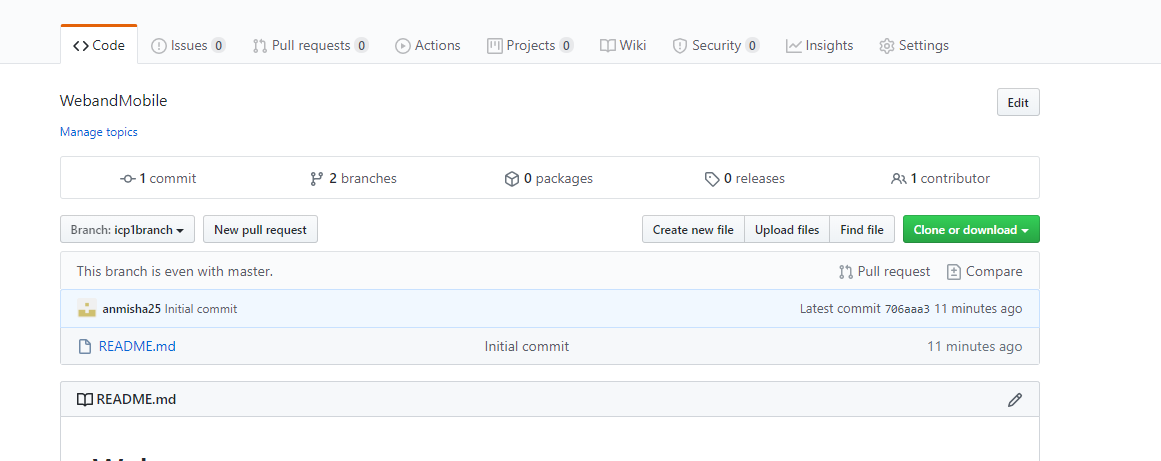 Code Issues 0 Pull requests 0 Actions Projects 0 Wiki Security 0 Insights Settings
WebandMobile Edit
Manage topics
1 commit 2 branches 0 packages 0 releases 1 contributor
Branch: icp1branch New pull request Create new file Upload files Find file Clone or download
This branch is even with master. Pull request Compare
anmisha25 Initial commit Latest commit 706aaa3 11 minutes ago
README.md Initial commit 11 minutes ago
README.md